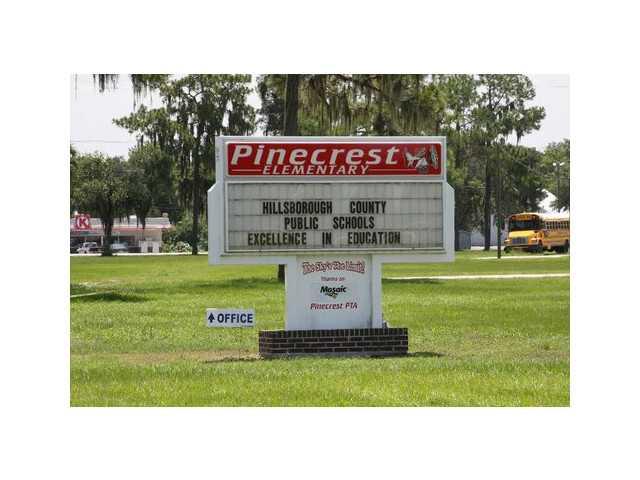 PINECREST
ELEMENTARY
HILLSBOROUGH COUNTY
PUBLIC SCHOOLS
EXCELLENCE IN EDUCATION
The Sky's the Limit!
Thanks to
Mosaic
Pinecrest PTA
OFFICE
K